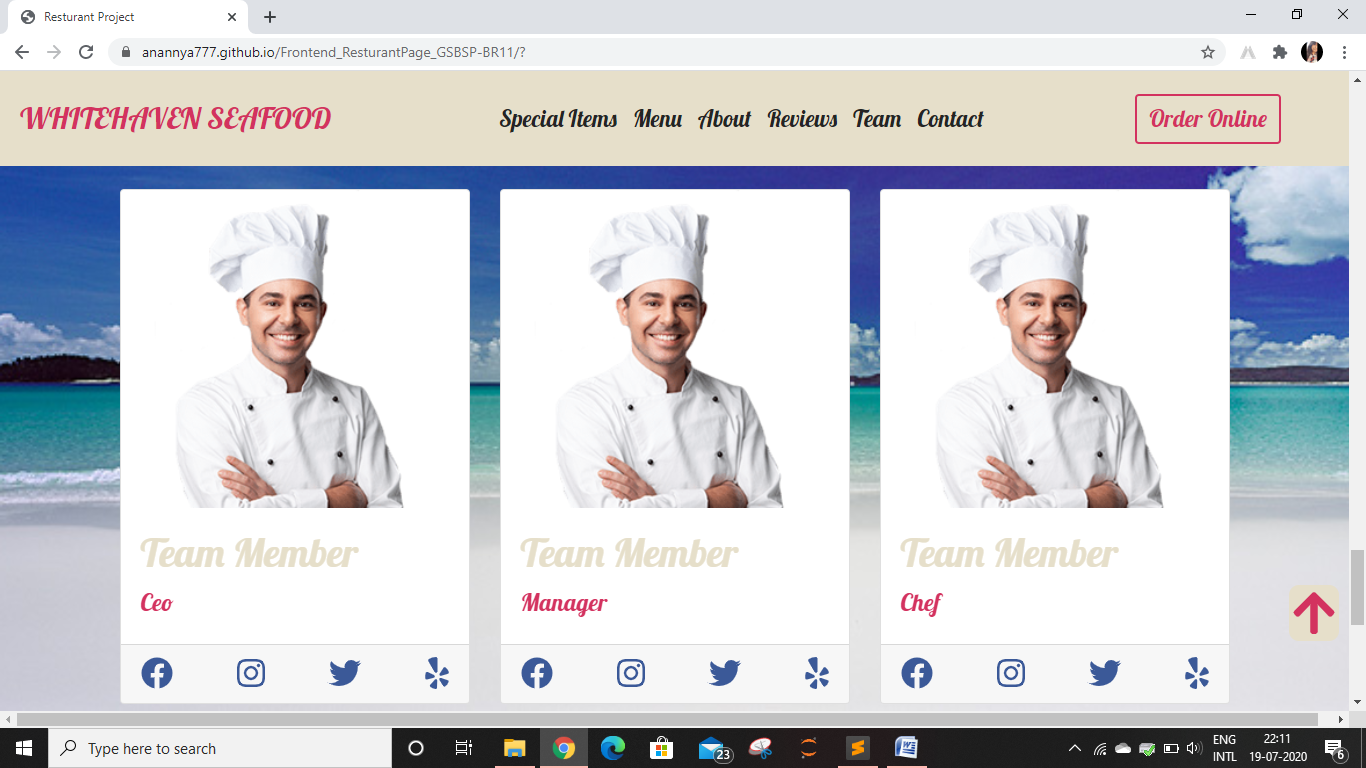 Resturant Project
anannya777.github.io/Frontend_ResturantPage_GSBSP-BR11/?
WHITEHAVEN SEAFOOD
Special Items Menu About Reviews Team Contact
Order Online
Team Member
Ceo
Team Member
Manager
Team Member
Chef
Type here to search
23
W
ENG
INTL
22:11
19-07-2020
6